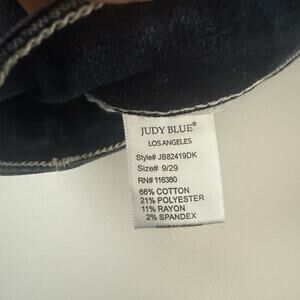 JUDY BLUE®
LOS ANGELES
Style# JB82419DK
Size# 9/29
RN# 116380
66% COTTON
21% POLYESTER
11% RAYON
2% SPANDEX